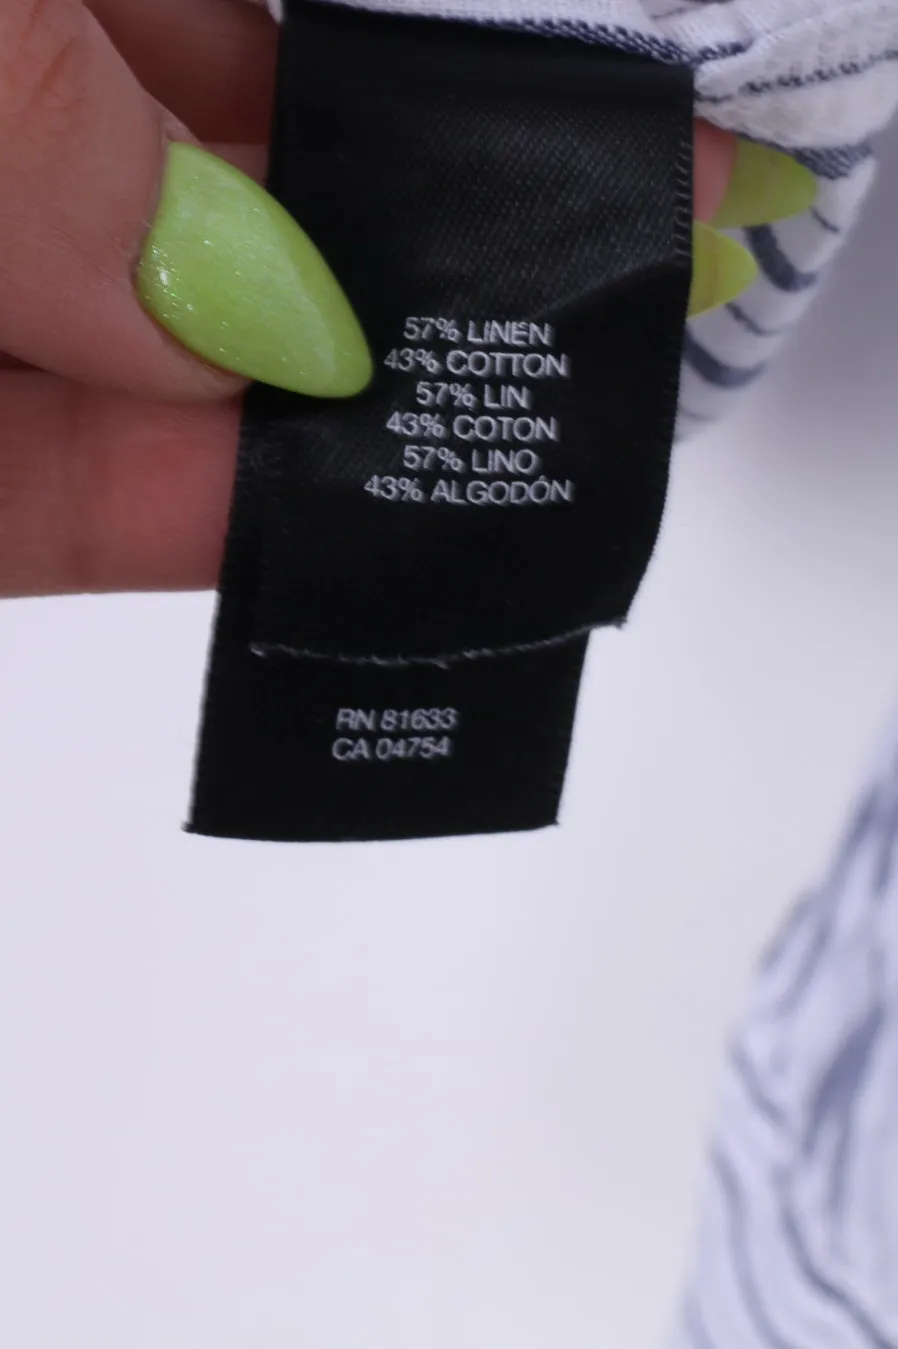 57% LINEN
43% COTTON
57% LIN
43% COTON
57% LINO
43% ALGODÓN
RN 81633
CA 04754